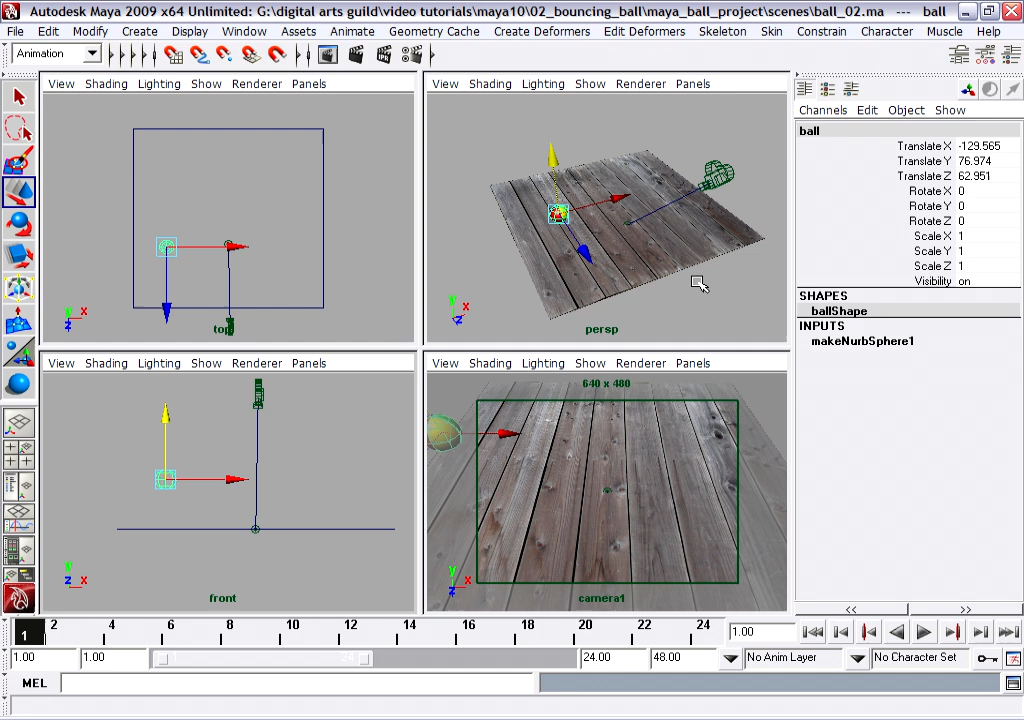 Autodesk Maya 2009 x64 Unlimited: G:\digital arts guild\video tutorials\maya10\02_bouncing_ball\maya_ball_project\scenes\ball_02.ma --- ball
File Edit Modify Create Display Window Assets Animate Geometry Cache Create Deformers Edit Deformers Skeleton Skin Constrain Character Muscle Help
Animation
IPR
View Shading Lighting Show Renderer Panels
View Shading Lighting Show Renderer Panels
Channels Edit Object Show
ball
Translate X -129.565
Translate Y 76.974
Translate Z 62.951
Rotate X 0
Rotate Y 0
Rotate Z 0
Scale X 1
Scale Y 1
Scale Z 1
Visibility on
SHAPES
ballShape
INPUTS
makeNurbSphere1
y x
z
top
y x
z
persp
View Shading Lighting Show Renderer Panels
View Shading Lighting Show Renderer Panels
640 x 480
y
z x
front
y
z x
camera1
<< >>
1 2 4 6 8 10 12 14 16 18 20 22 24
1.00
1.00 1.00 24 24.00 48.00 No Anim Layer No Character Set
MEL